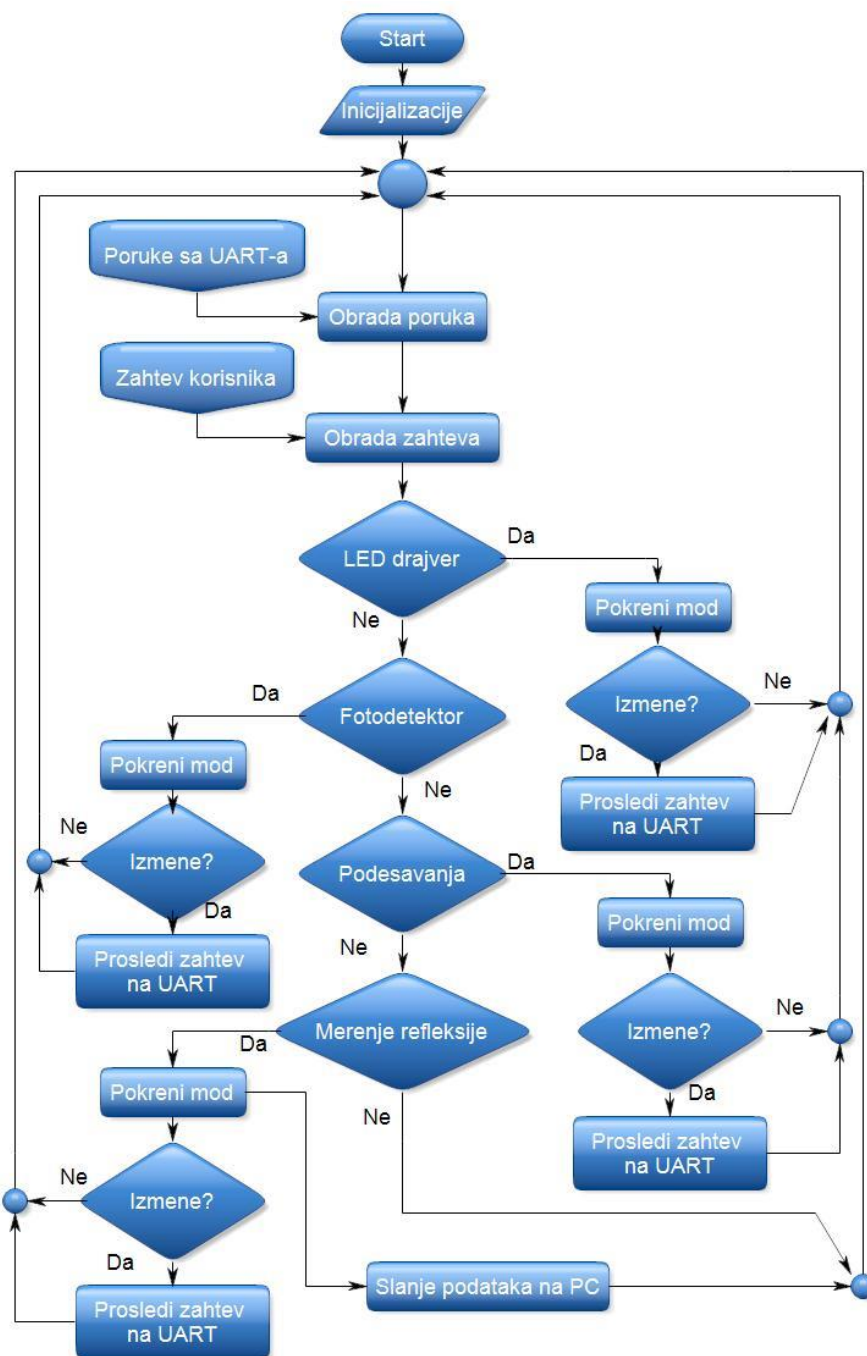 Start
Inicijalizacije
Poruke sa UART-a
Obrada poruka
Zahtev korisnika
Obrada zahteva
LED drajver
Da
Ne
Pokreni mod
Izmene?
Ne
Da
Prosledi zahtev
na UART
Fotodetektor
Da
Ne
Pokreni mod
Izmene?
Ne
Da
Prosledi zahtev
na UART
Podesavanja
Da
Ne
Pokreni mod
Izmene?
Ne
Da
Prosledi zahtev
na UART
Merenje refleksije
Da
Ne
Pokreni mod
Izmene?
Ne
Da
Prosledi zahtev
na UART
Slanje podataka na PC